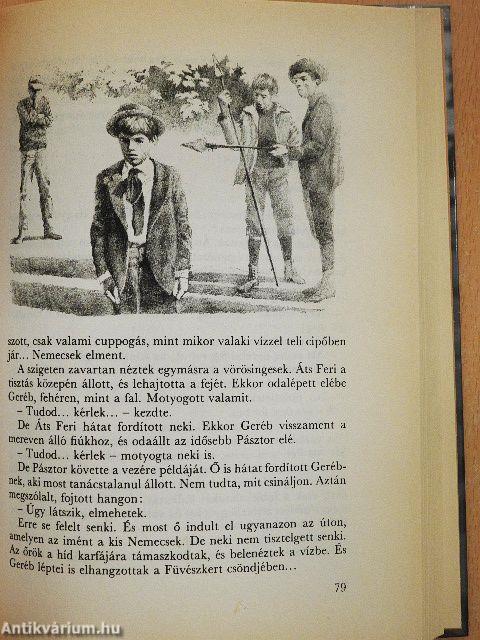 szott, csak valami cuppogás, mint mikor valaki vízzel teli cipőben
jár... Nemecsek elment.
A szigeten zavartan néztek egymásra a vörösingesek. Áts Feri a
tisztás közepén állott, és lehajtotta a fejét. Ekkor odalépett elébe
Geréb, fehéren, mint a fal. Motyogott valamit.
– Tudod... kérlek... – kezdte.
De Áts Feri hátat fordított neki. Ekkor Geréb visszament a
mereven álló fiúkhoz, és odaállt az idősebb Pásztor elé.
– Tudod... kérlek – motyogta neki is.
De Pásztor követte a vezére példáját. Ő is hátat fordított Geréb-
nek, aki most tanácstalanul állott. Nem tudta, mit csináljon. Aztán
megszólalt, fojtott hangon:
– Úgy látszik, elmehetek.
Erre se felelt senki. És most ő indult el ugyanazon az úton,
amelyen az imént a kis Nemecsek. De neki nem tisztelgett senki.
Az őrök a híd karfájára támaszkodtak, és belenéztek a vízbe. És
Geréb léptei is elhangzottak a Füvészkert csöndjében...
79
Antikvárium.hu